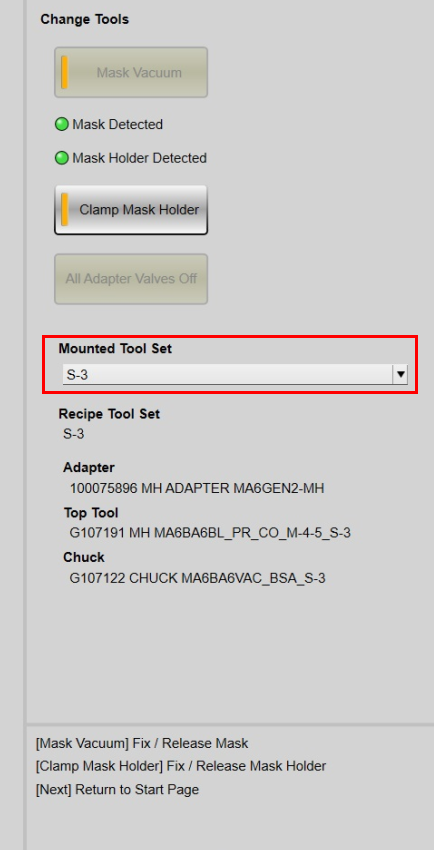 Change Tools
Mask Vacuum
Mask Detected
Mask Holder Detected
Clamp Mask Holder
All Adapter Valves Off
Mounted Tool Set
S-3
Recipe Tool Set
S-3
Adapter
100075896 MH ADAPTER MA6GEN2-MH
Top Tool
G107191 MH MA6BA6BL_PR_CO_M-4-5_S-3
Chuck
G107122 CHUCK MA6BA6VAC_BSA_S-3
[Mask Vacuum] Fix / Release Mask
[Clamp Mask Holder] Fix / Release Mask Holder
[Next] Return to Start Page